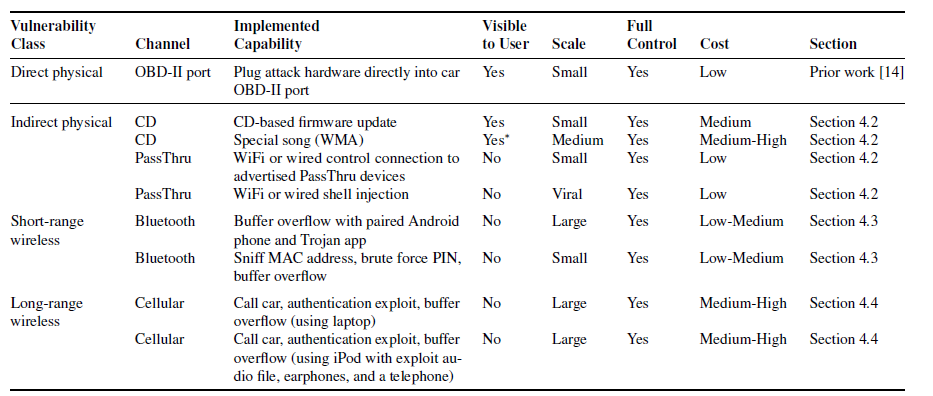 Vulnerability Implemented Visible Full
Class Channel Capability to User Scale Control Cost Section
Direct physical OBD-II port Plug attack hardware directly into car Yes Small Yes Low Prior work [14]
OBD-II port
Indirect physical CD CD-based firmware update Yes Small Yes Medium Section 4.2
CD Special song (WMA) Yes* Medium Yes Medium-High Section 4.2
PassThru WiFi or wired control connection to No Small Yes Low Section 4.2
advertised PassThru devices
PassThru WiFi or wired shell injection No Viral Yes Low Section 4.2
Short-range Bluetooth Buffer overflow with paired Android No Large Yes Low-Medium Section 4.3
wireless phone and Trojan app
Bluetooth Sniff MAC address, brute force PIN, No Small Yes Low-Medium Section 4.3
buffer overflow
Long-range Cellular Call car, authentication exploit, buffer No Large Yes Medium-High Section 4.4
wireless overflow (using laptop)
Cellular Call car, authentication exploit, buffer No Large Yes Medium-High Section 4.4
overflow (using iPod with exploit au-
dio file, earphones, and a telephone)